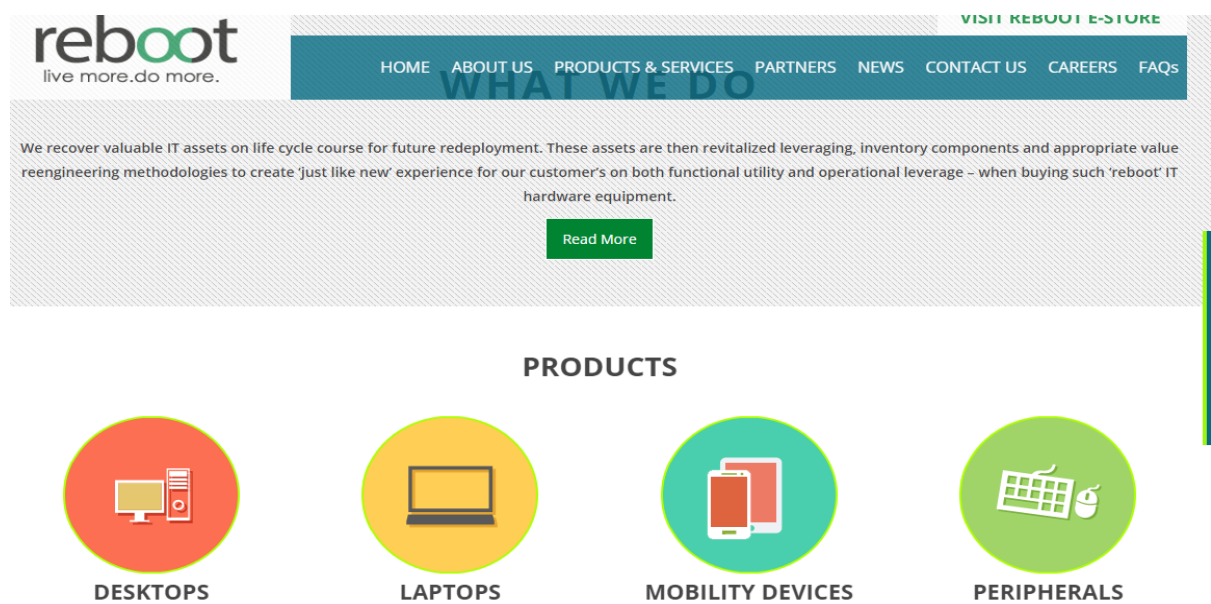 VISIT REBOOT E-STORE
reboot
live more.do more.
HOME ABOUT US PRODUCTS & SERVICES PARTNERS NEWS CONTACT US CAREERS FAQs
WHAT WE DO
We recover valuable IT assets on life cycle course for future redeployment. These assets are then revitalized leveraging, inventory components and appropriate value
reengineering methodologies to create ‘just like new’ experience for our customer’s on both functional utility and operational leverage – when buying such ‘reboot’ IT
hardware equipment.
Read More
PRODUCTS
DESKTOPS LAPTOPS MOBILITY DEVICES PERIPHERALS